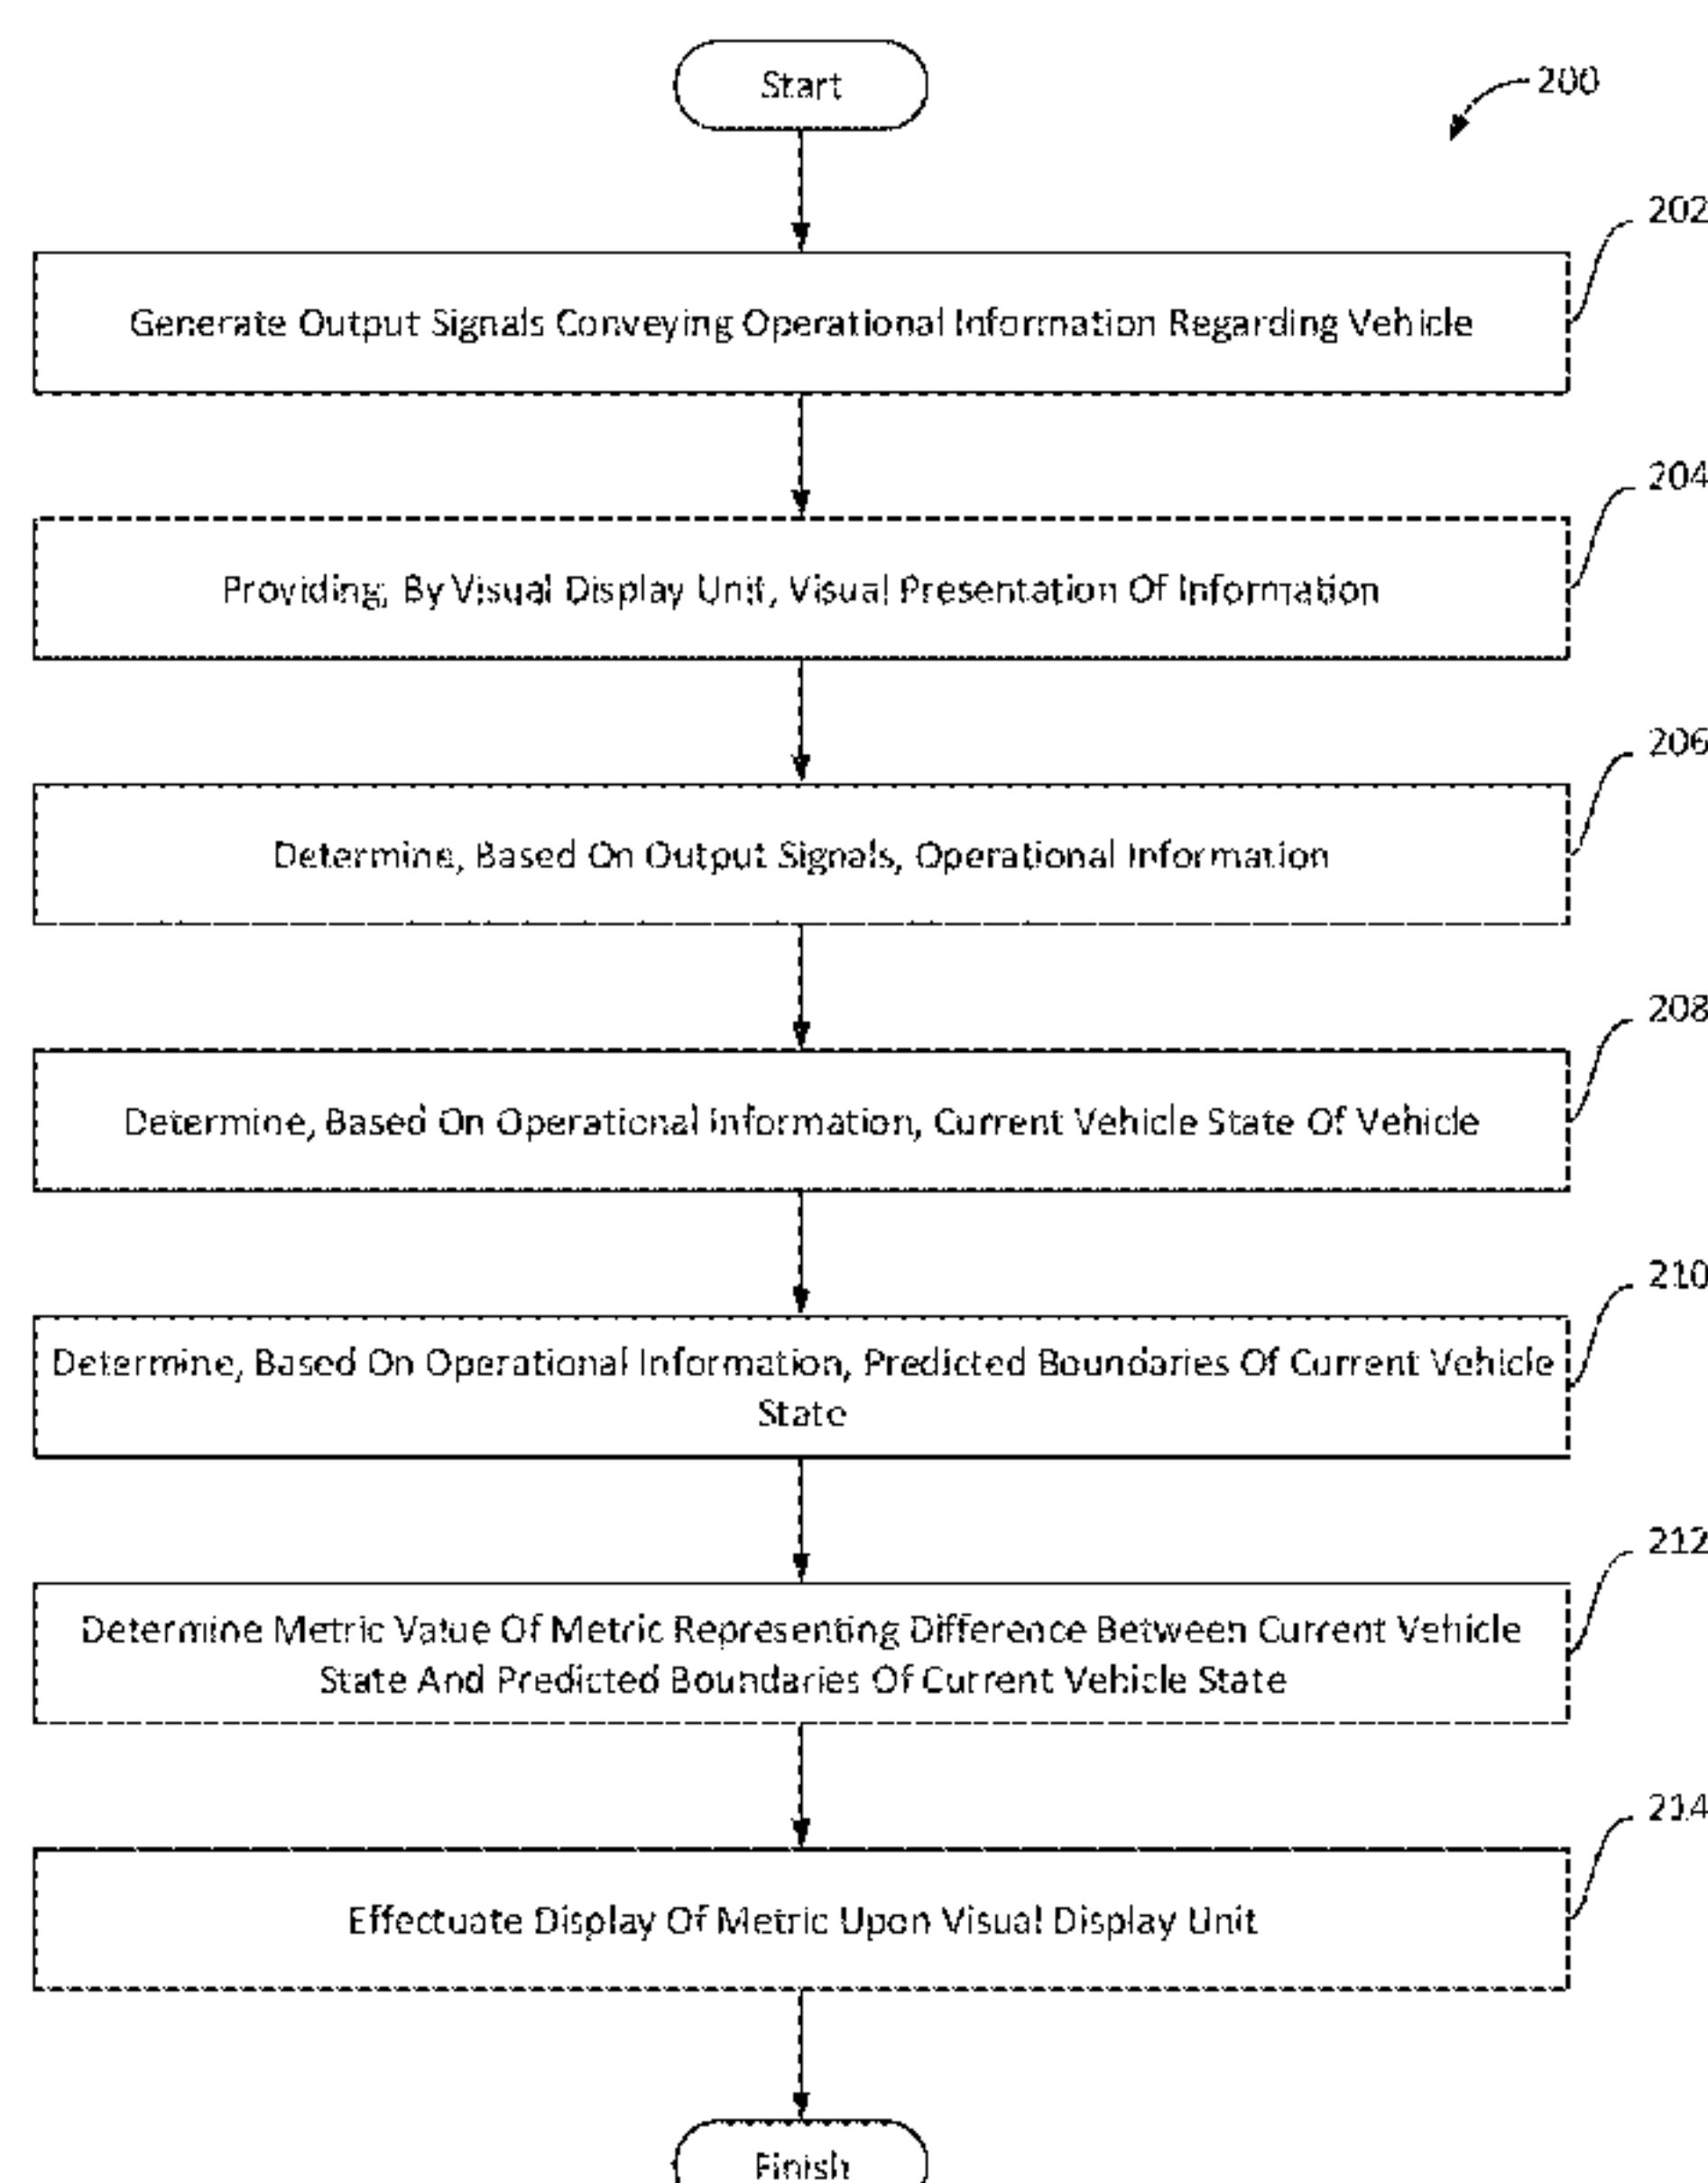 Start
200
202
Generate Output Signals Conveying Operational Information Regarding Vehicle
204
Providing, By Visual Display Unit, Visual Presentation Of Information
206
Determine, Based On Output Signals, Operational Information
208
Determine, Based On Operational Information, Current Vehicle State Of Vehicle
210
Determine, Based On Operational Information, Predicted Boundaries Of Current Vehicle
State
212
Determine Metric Value Of Metric Representing Difference Between Current Vehicle
State And Predicted Boundaries Of Current Vehicle State
214
Effectuate Display Of Metric Upon Visual Display Unit
Finish